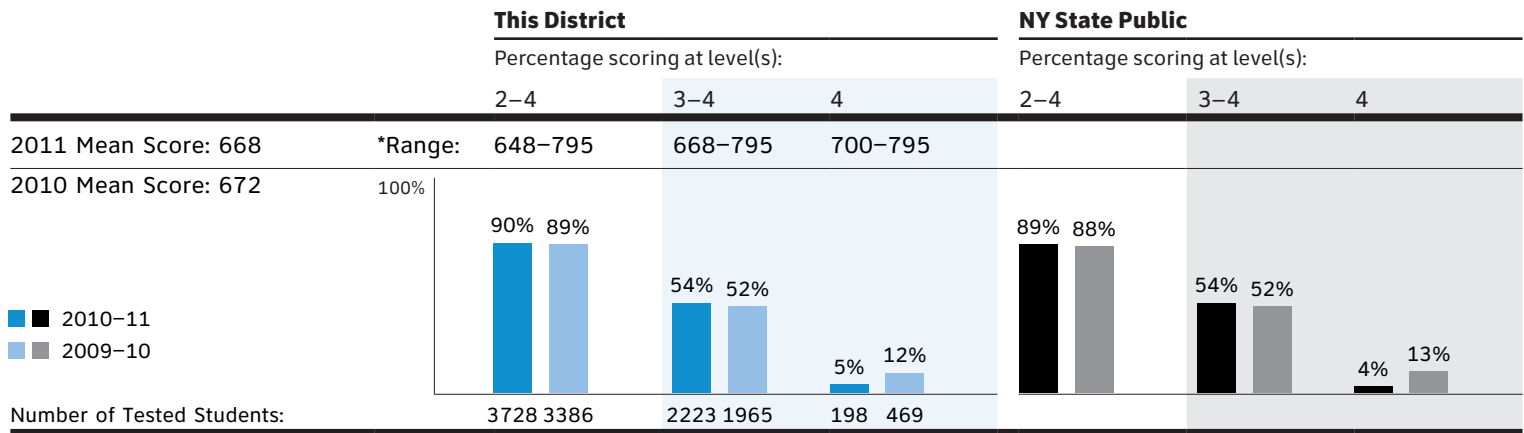 This District NY State Public
Percentage scoring at level(s): Percentage scoring at level(s):
2–4 3–4 4 2–4 3–4 4
2011 Mean Score: 668 *Range: 648–795 668–795 700–795
2010 Mean Score: 672 100%
90% 89% 89% 88%
54% 52% 54% 52%
5% 12% 4% 13%
2010–11
2009–10
Number of Tested Students: 3728 3386 2223 1965 198 469